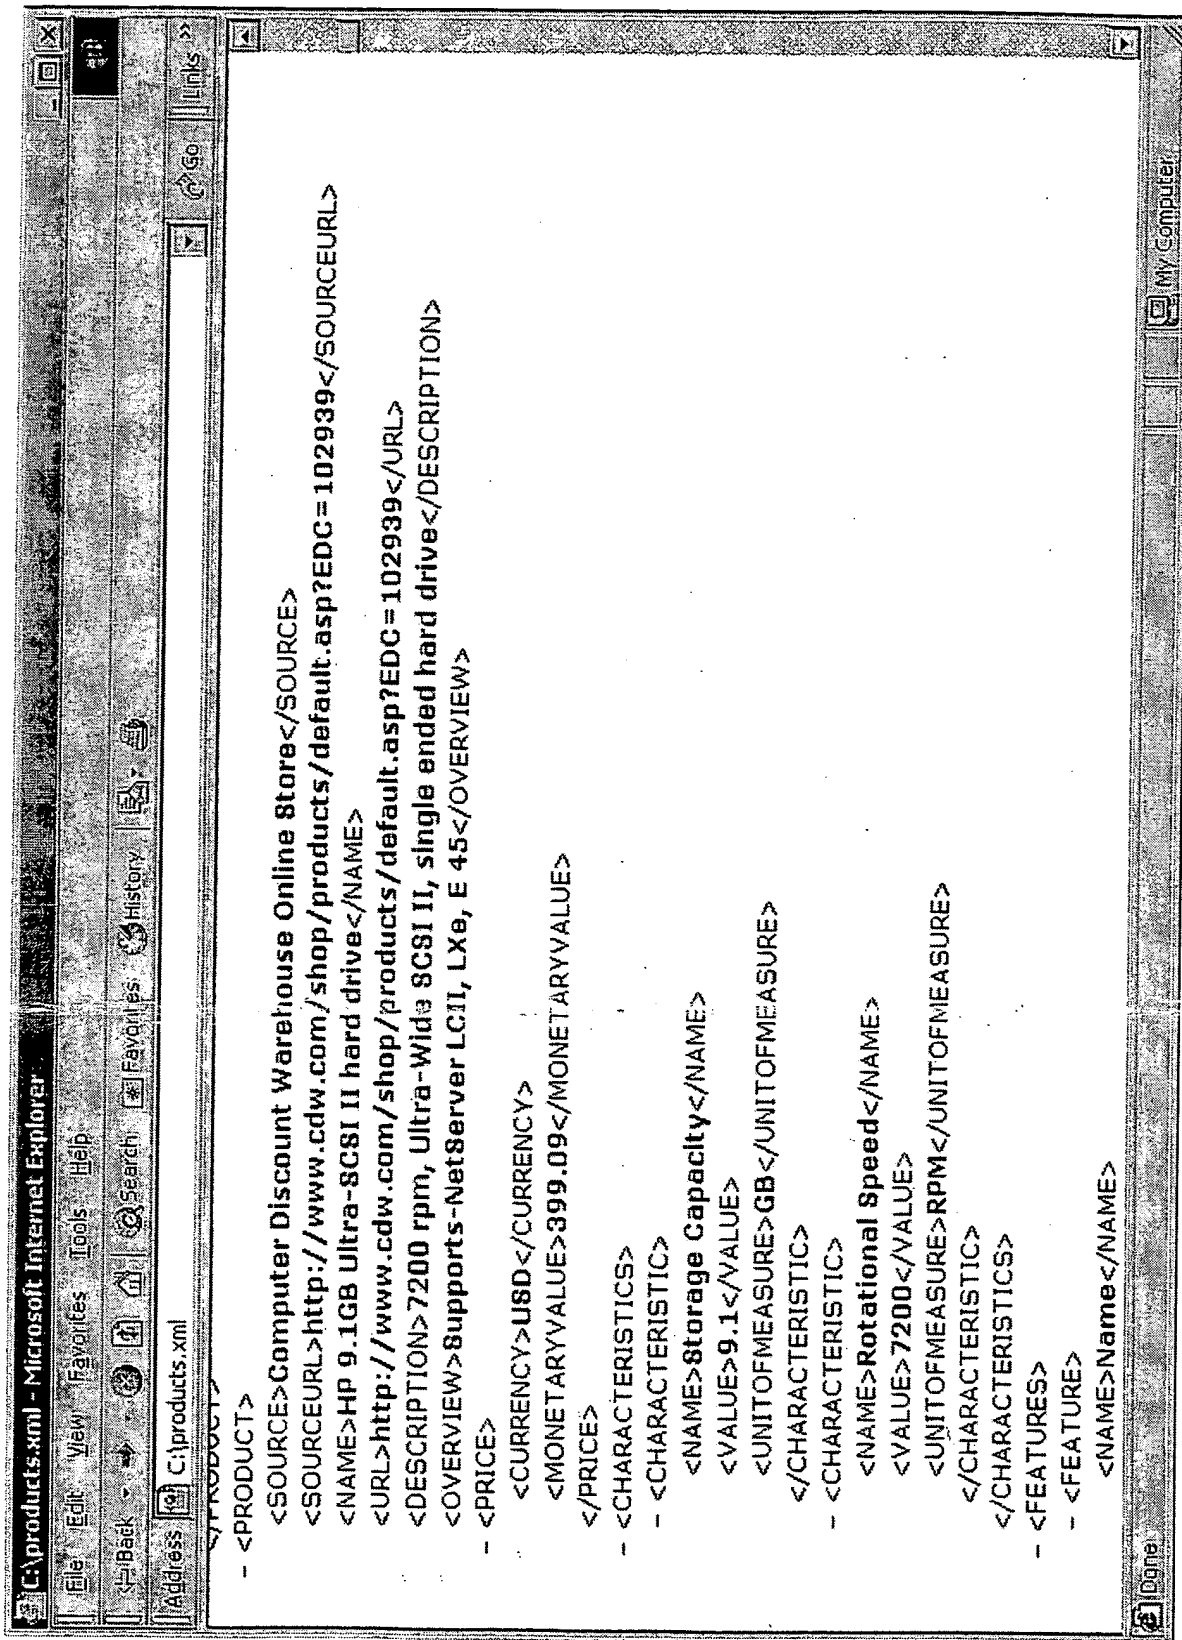 C:\products.xml - Microsoft Internet Explorer
File Edit View Favorites Tools Help
Back Search Favorites History
Address C:\products.xml Go Links »
</PRODUCT>
- <PRODUCT>
<SOURCE>Computer Discount Warehouse Online Store</SOURCE>
<SOURCEURL>http://www.cdw.com/shop/products/default.asp?EDC=102939</SOURCEURL>
<NAME>HP 9.1GB Ultra-SCSI II hard drive</NAME>
<URL>http://www.cdw.com/shop/products/default.asp?EDC=102939</URL>
<DESCRIPTION>7200 rpm, Ultra-Wide SCSI II, single ended hard drive</DESCRIPTION>
<OVERVIEW>Supports-NetServer LCII, LXe, E 45</OVERVIEW>
- <PRICE>
<CURRENCY>USD</CURRENCY>
<MONETARYVALUE>399.09</MONETARYVALUE>
</PRICE>
- <CHARACTERISTICS>
- <CHARACTERISTIC>
<NAME>Storage Capacity</NAME>
<VALUE>9.1</VALUE>
<UNITOFMEASURE>GB</UNITOFMEASURE>
</CHARACTERISTIC>
- <CHARACTERISTIC>
<NAME>Rotational Speed</NAME>
<VALUE>7200</VALUE>
<UNITOFMEASURE>RPM</UNITOFMEASURE>
</CHARACTERISTIC>
</CHARACTERISTICS>
- <FEATURES>
- <FEATURE>
<NAME>Name</NAME>
Done My Computer